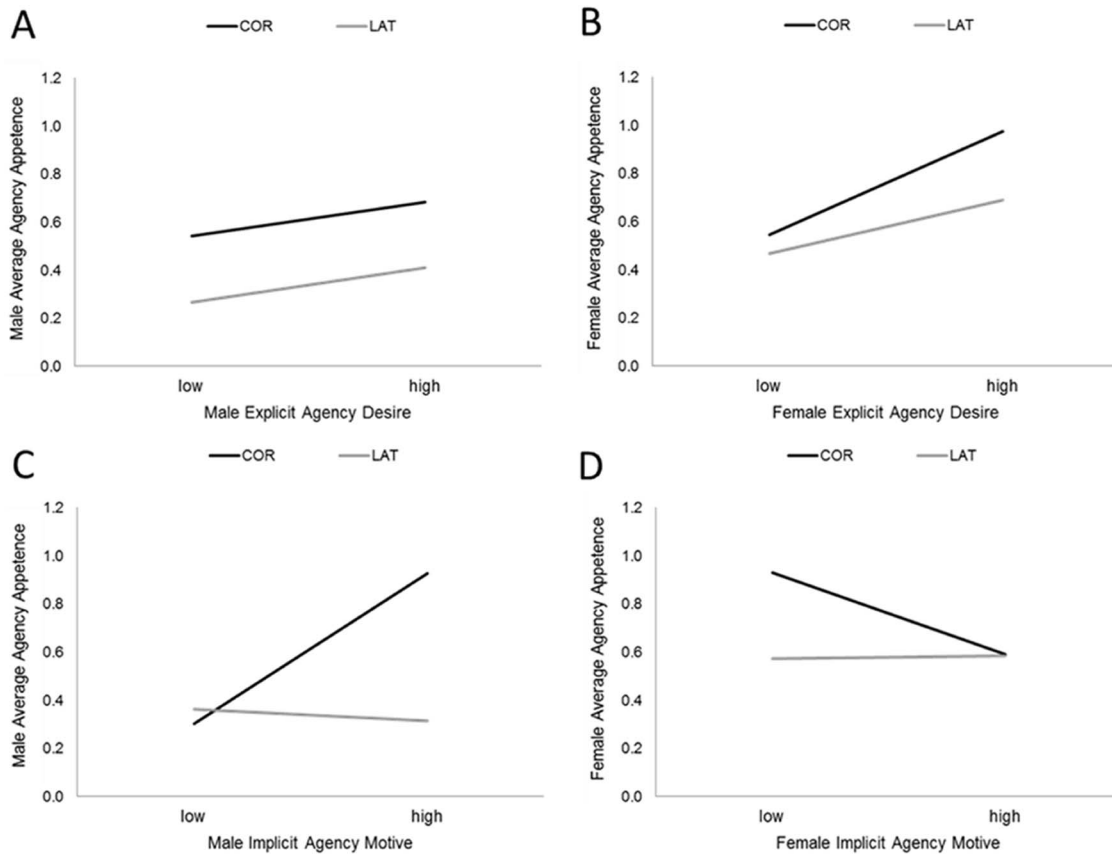 A
COR LAT
Male Average Agency Appetence
1.2
1.0
0.8
0.6
0.4
0.2
0.0
low high
Male Explicit Agency Desire
B
COR LAT
Female Average Agency Appetence
1.2
1.0
0.8
0.6
0.4
0.2
0.0
low high
Female Explicit Agency Desire
C
COR LAT
Male Average Agency Appetence
1.2
1.0
0.8
0.6
0.4
0.2
0.0
low high
Male Implicit Agency Motive
D
COR LAT
Female Average Agency Appetence
1.2
1.0
0.8
0.6
0.4
0.2
0.0
low high
Female Implicit Agency Motive